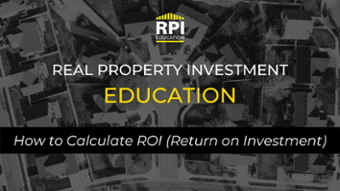 RPI
EDUCATION
REAL PROPERTY INVESTMENT
EDUCATION
How to Calculate ROI (Return on Investment)